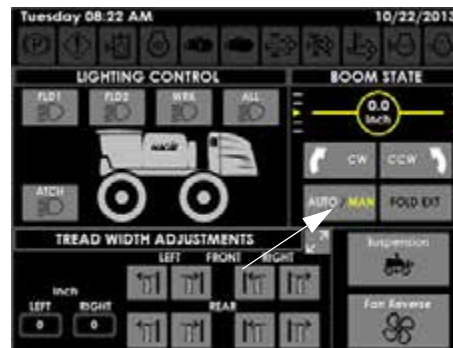 Tuesday 08:22 AM 10/22/2013
LIGHTING CONTROL
BOOM STATE
FLD1 FLD2 WRK ALL
0.0
Inch
CW CCW
ATCH
AUTO / MAN FOLD EXT
TREAD WIDTH ADJUSTMENTS
LEFT FRONT RIGHT
Inch
LEFT RIGHT
REAR
0 0
Suspension
Fan Reverse